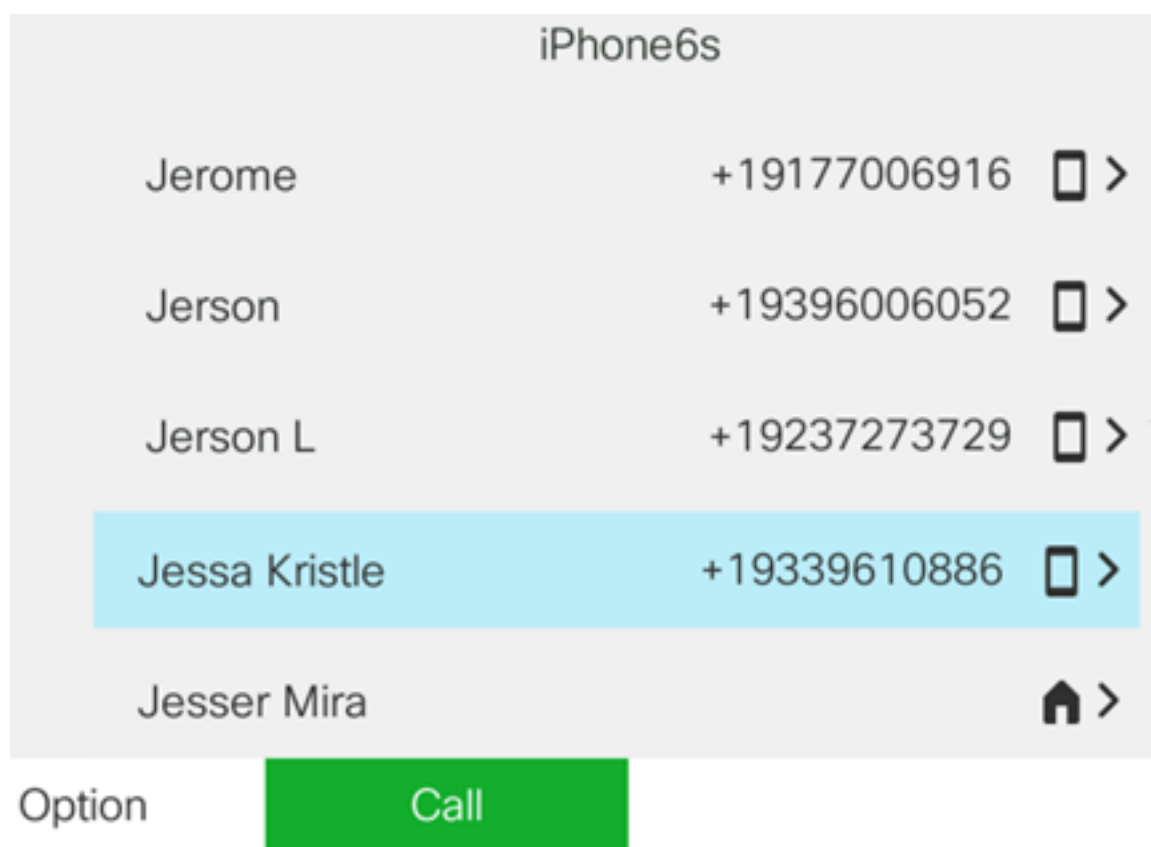 iPhone6s
Jerome +19177006916
Jerson +19396006052
Jerson L +19237273729
Jessa Kristle +19339610886
Jesser Mira
Option Call